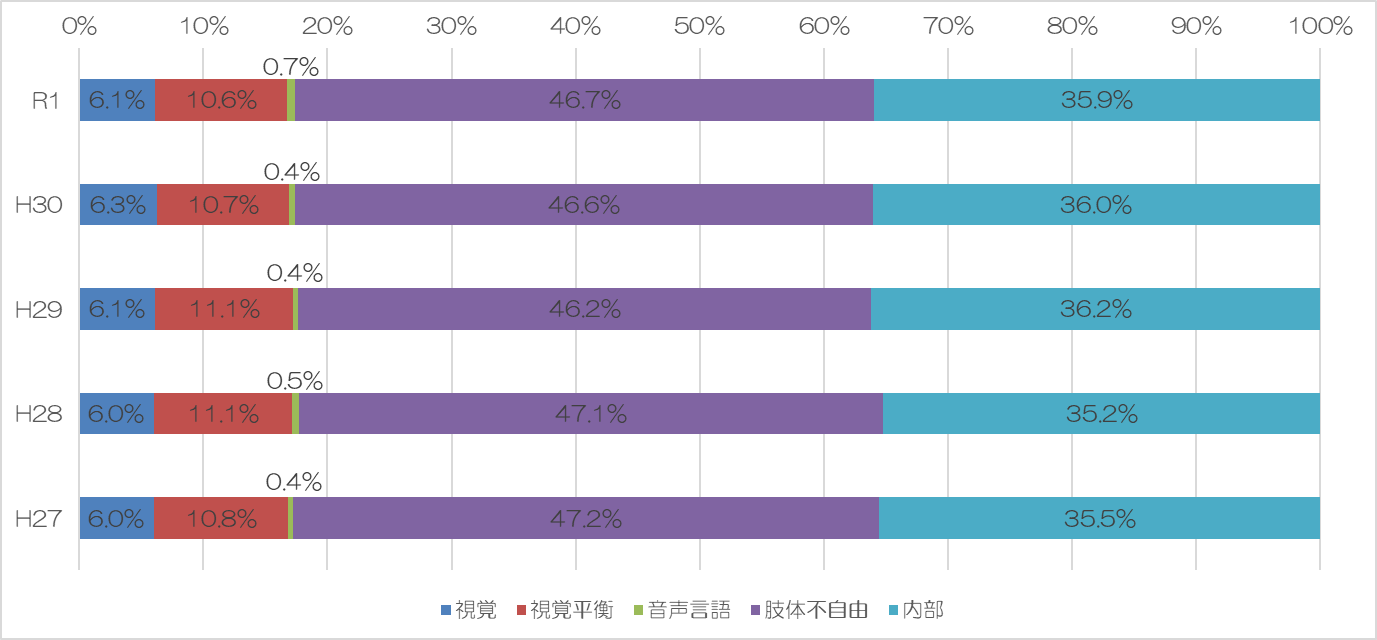 0% 10% 20% 30% 40% 50% 60% 70% 80% 90% 100%
0.7%
R1 6.1% 10.6% 46.7% 35.9%
0.4%
H30 6.3% 10.7% 46.6% 36.0%
0.4%
H29 6.1% 11.1% 46.2% 36.2%
0.5%
H28 6.0% 11.1% 47.1% 35.2%
0.4%
H27 6.0% 10.8% 47.2% 35.5%
視覚 視覚平衡 音声言語 肢体不自由 内部